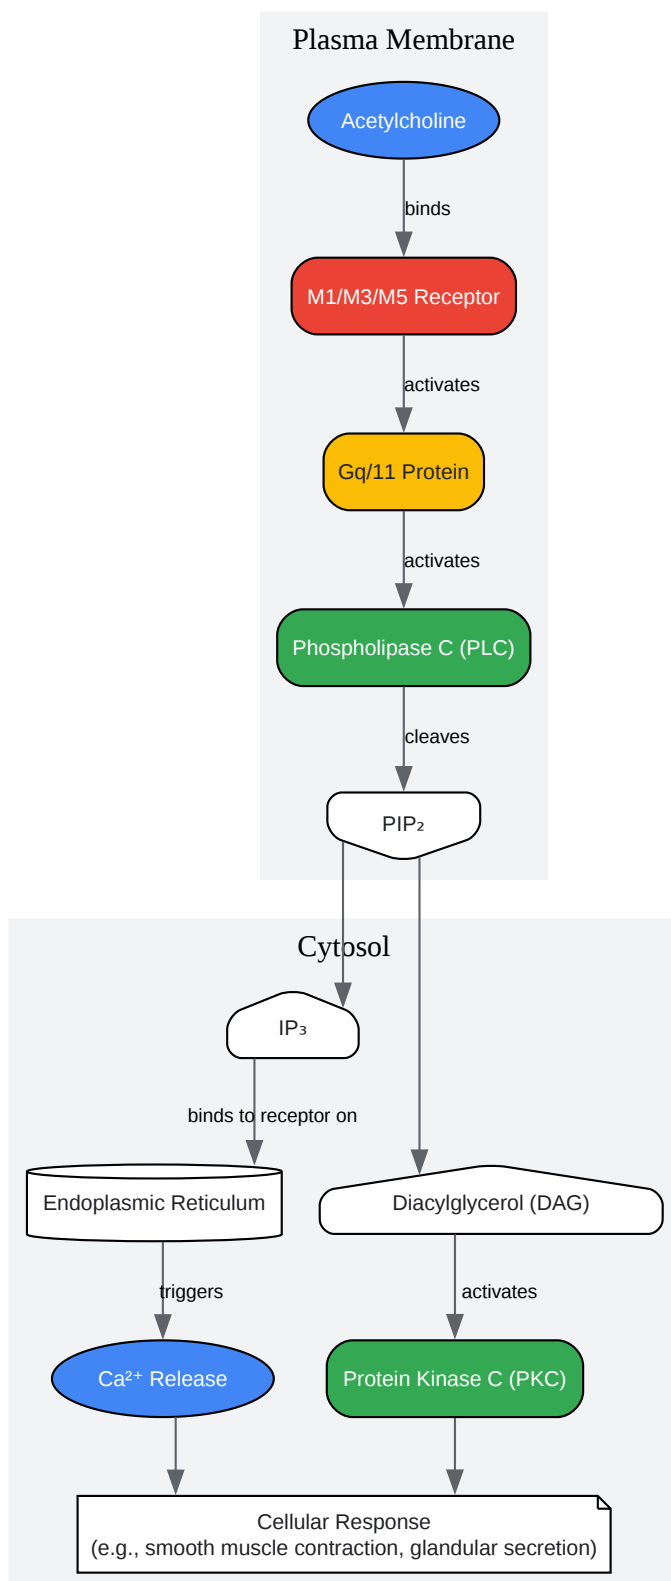 Plasma Membrane
Acetylcholine
binds
M1/M3/M5 Receptor
activates
Gq/11 Protein
activates
Phospholipase C (PLC)
cleaves
PIP₂
Cytosol
IP₃
binds to receptor on
Endoplasmic Reticulum
Diacylglycerol (DAG)
triggers
activates
Ca²⁺ Release
Protein Kinase C (PKC)
Cellular Response
(e.g., smooth muscle contraction, glandular secretion)